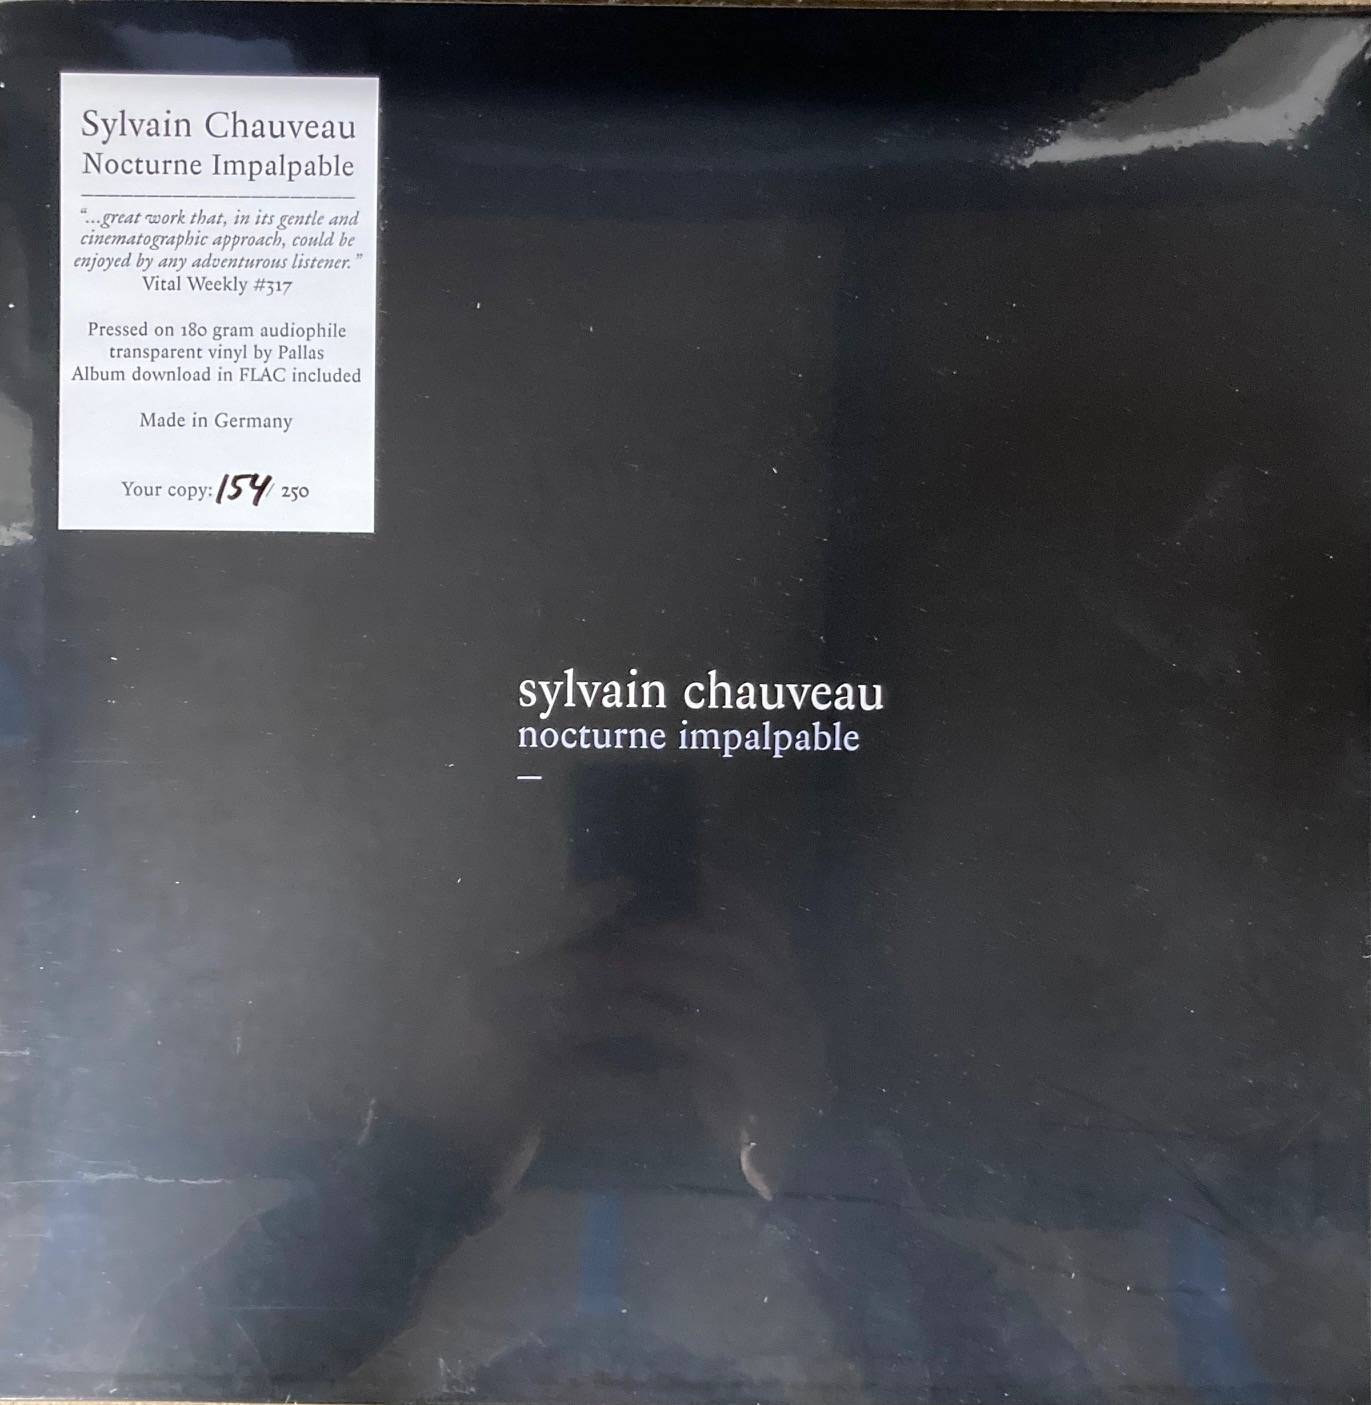 Sylvain Chauveau
Nocturne Impalpable
“...great work that, in its gentle and
cinematographic approach, could be
enjoyed by any adventurous listener.”
Vital Weekly #317
Pressed on 180 gram audiophile
transparent vinyl by Pallas
Album download in FLAC included
Made in Germany
Your copy: 154 / 250
sylvain chauveau
nocturne impalpable
—